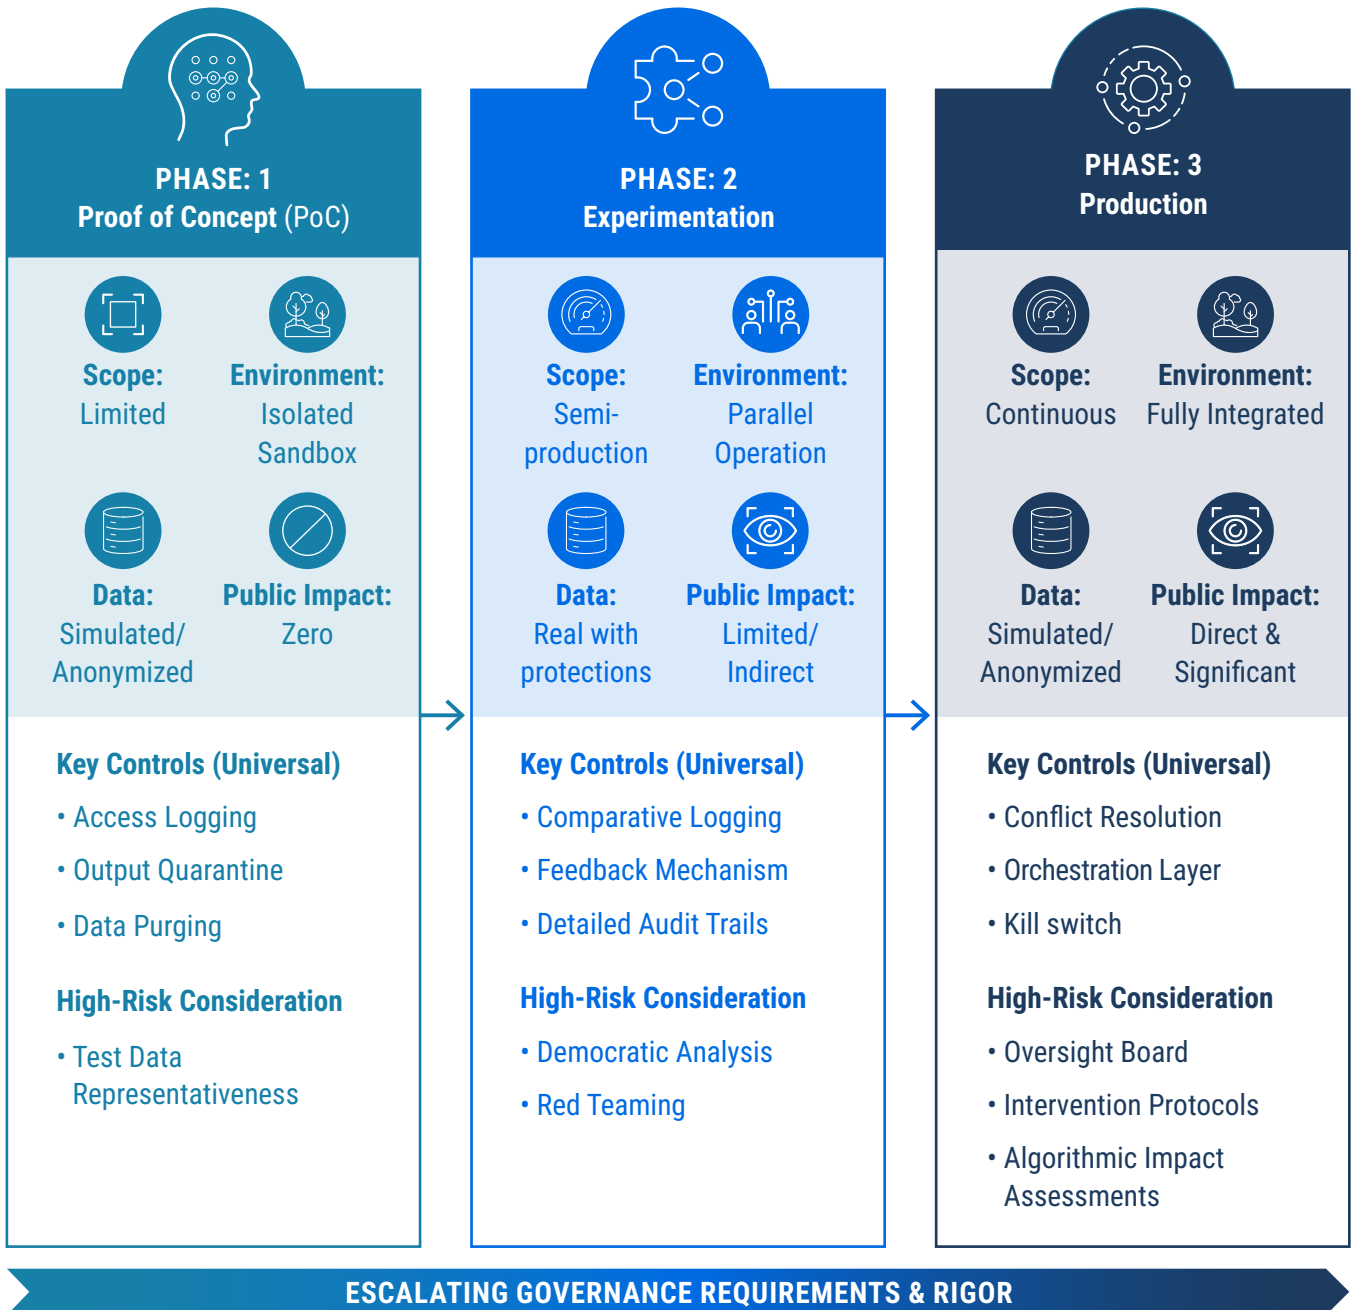 PHASE: 1
Proof of Concept (PoC)
Scope:
Limited
Environment:
Isolated
Sandbox
Data:
Simulated/
Anonymized
Public Impact:
Zero
Key Controls (Universal)
• Access Logging
• Output Quarantine
• Data Purging
High-Risk Consideration
• Test Data
Representativeness
PHASE: 2
Experimentation
Scope:
Semi-
production
Environment:
Parallel
Operation
Data:
Real with
protections
Public Impact:
Limited/
Indirect
Key Controls (Universal)
• Comparative Logging
• Feedback Mechanism
• Detailed Audit Trails
High-Risk Consideration
• Democratic Analysis
• Red Teaming
PHASE: 3
Production
Scope:
Continuous
Environment:
Fully Integrated
Data:
Simulated/
Anonymized
Public Impact:
Direct &
Significant
Key Controls (Universal)
• Conflict Resolution
• Orchestration Layer
• Kill switch
High-Risk Consideration
• Oversight Board
• Intervention Protocols
• Algorithmic Impact
Assessments
ESCALATING GOVERNANCE REQUIREMENTS & RIGOR